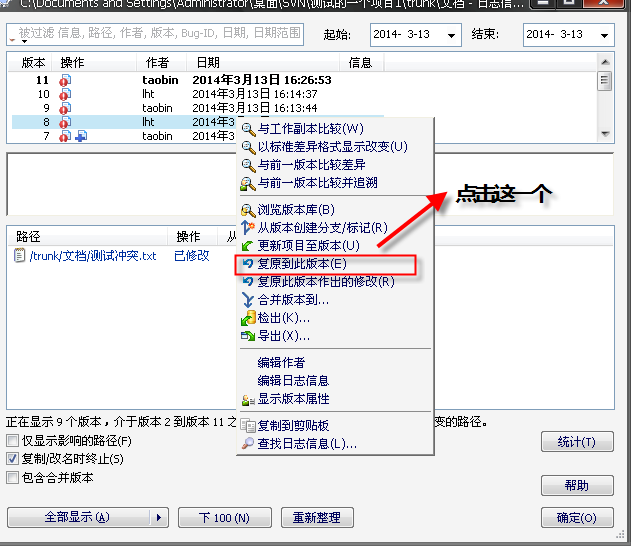 C:\Documents and Settings\Administrator\桌面\SVN\测试的一个项目1\trunk\文档 - 日志信...
被过滤 信息, 路径, 作者, 版本, Bug-ID, 日期, 日期范围 起始: 2014- 3-13 结束: 2014- 3-13
版本 操作 作者 日期 信息
11 taobin 2014年3月13日 16:26:53
10 lht 2014年3月13日 16:14:37
9 taobin 2014年3月13日 16:13:44
8 lht 2014年3
7 taobin 2014年3
与工作副本比较(W)
以标准差异格式显示改变(U)
与前一版本比较差异
与前一版本比较并追溯
浏览版本库(B)
从版本创建分支/标记(R)
更新项目至版本(U)
复原到此版本(E)
复原此版本作出的修改(R)
合并版本到...
检出(K)...
导出(X)...
编辑作者
编辑日志信息
显示版本属性
复制到剪贴板
查找日志信息(L)...
点击这一个
路径 操作 从
/trunk/文档/测试冲突.txt 已修改
正在显示 9 个版本，介于版本 2 到版本 11 之 变的路径。
仅显示影响的路径(F)
复制/改名时终止(S)
包含合并版本
统计(T)
帮助
全部显示(A) 下 100 (N) 重新整理 确定(O)